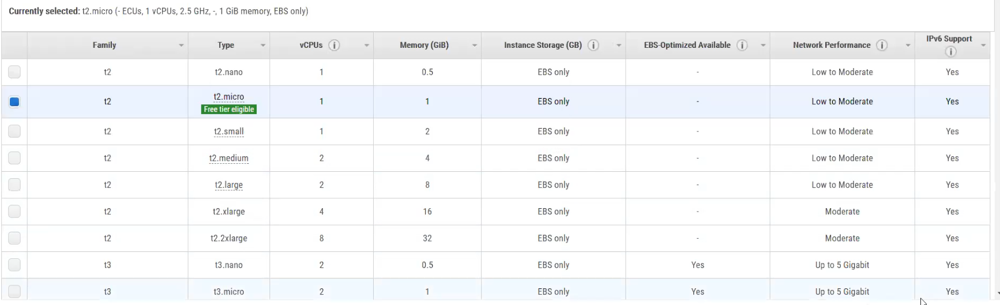 Currently selected: t2.micro (- ECUs, 1 vCPUs, 2.5 GHz, -, 1 GiB memory, EBS only)
Family Type vCPUs i Memory (GiB) Instance Storage (GB) i EBS-Optimized Available i Network Performance i IPv6 Support i
t2 t2.nano 1 0.5 EBS only - Low to Moderate Yes
t2 t2.micro Free tier eligible 1 1 EBS only - Low to Moderate Yes
t2 t2.small 1 2 EBS only - Low to Moderate Yes
t2 t2.medium 2 4 EBS only - Low to Moderate Yes
t2 t2.large 2 8 EBS only - Low to Moderate Yes
t2 t2.xlarge 4 16 EBS only - Moderate Yes
t2 t2.2xlarge 8 32 EBS only - Moderate Yes
t3 t3.nano 2 0.5 EBS only Yes Up to 5 Gigabit Yes
t3 t3.micro 2 1 EBS only Yes Up to 5 Gigabit Yes